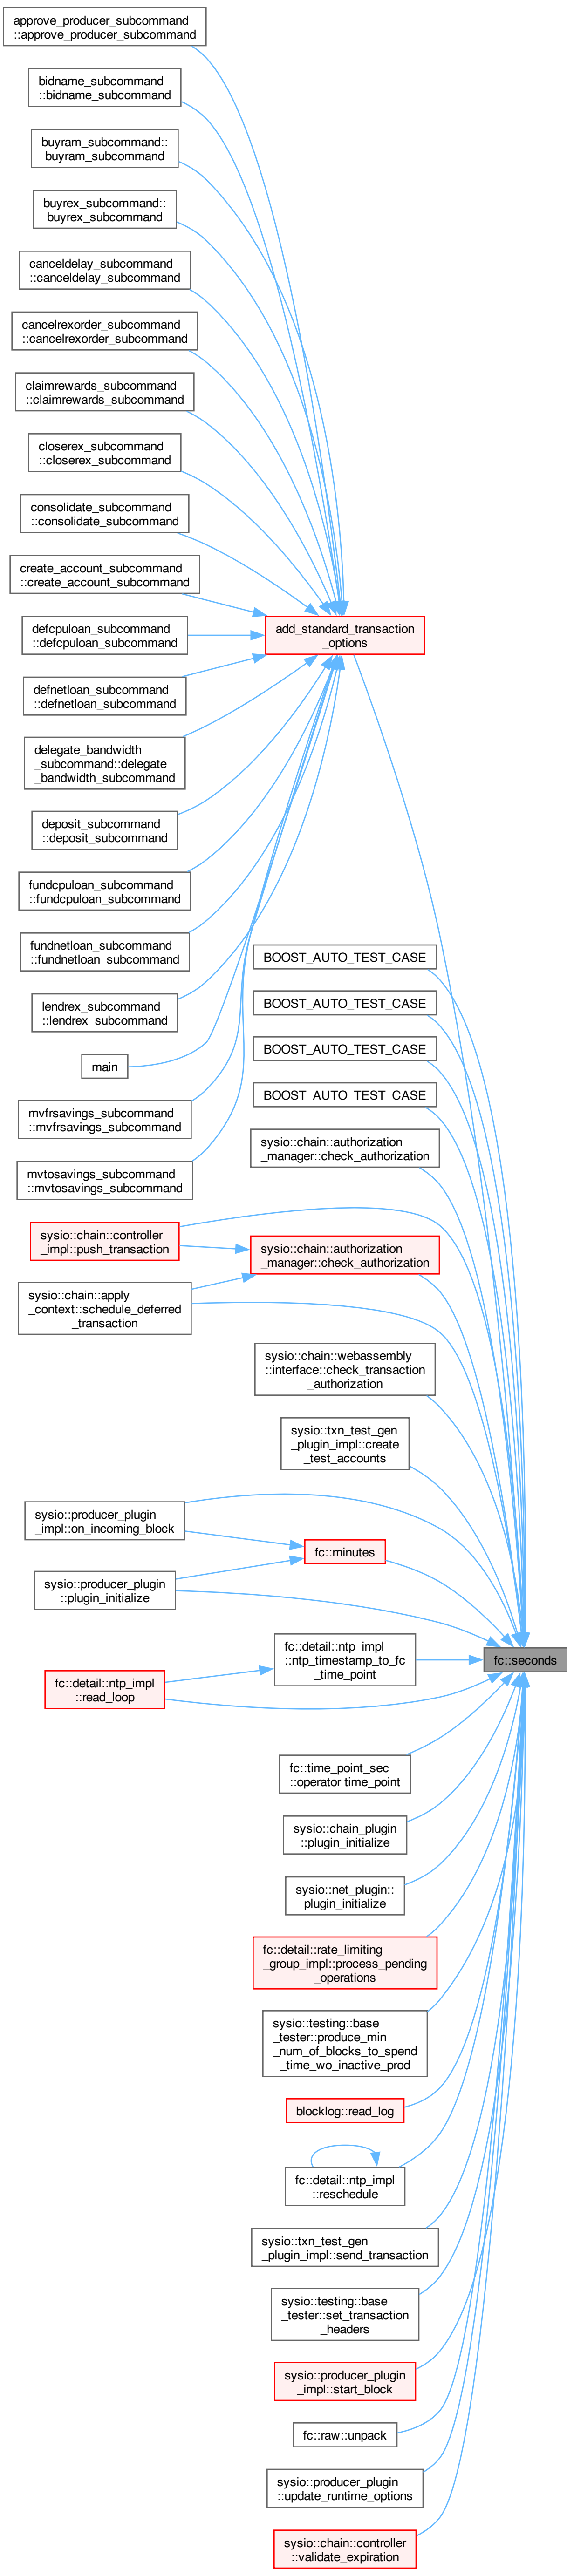 approve_producer_subcommand
::approve_producer_subcommand
bidname_subcommand
::bidname_subcommand
buyram_subcommand::
buyram_subcommand
buyrex_subcommand::
buyrex_subcommand
canceldelay_subcommand
::canceldelay_subcommand
cancelrexorder_subcommand
::cancelrexorder_subcommand
claimrewards_subcommand
::claimrewards_subcommand
closerex_subcommand
::closerex_subcommand
consolidate_subcommand
::consolidate_subcommand
create_account_subcommand
::create_account_subcommand
add_standard_transaction
_options
defcpuloan_subcommand
::defcpuloan_subcommand
defnetloan_subcommand
::defnetloan_subcommand
delegate_bandwidth
_subcommand::delegate
_bandwidth_subcommand
deposit_subcommand
::deposit_subcommand
fundcpuloan_subcommand
::fundcpuloan_subcommand
fundnetloan_subcommand
::fundnetloan_subcommand
lendrex_subcommand
::lendrex_subcommand
main
mvfrsavings_subcommand
::mvfrsavings_subcommand
mvtosavings_subcommand
::mvtosavings_subcommand
BOOST_AUTO_TEST_CASE
BOOST_AUTO_TEST_CASE
BOOST_AUTO_TEST_CASE
BOOST_AUTO_TEST_CASE
sysio::chain::authorization
_manager::check_authorization
sysio::chain::controller
_impl::push_transaction
sysio::chain::authorization
_manager::check_authorization
sysio::chain::apply
_context::schedule_deferred
_transaction
sysio::chain::webassembly
::interface::check_transaction
_authorization
sysio::txn_test_gen
_plugin_impl::create
_test_accounts
sysio::producer_plugin
_impl::on_incoming_block
fc::minutes
sysio::producer_plugin
::plugin_initialize
fc::detail::ntp_impl
::ntp_timestamp_to_fc
_time_point
fc::seconds
fc::detail::ntp_impl
::read_loop
fc::time_point_sec
::operator time_point
sysio::chain_plugin
::plugin_initialize
sysio::net_plugin::
plugin_initialize
fc::detail::rate_limiting
_group_impl::process_pending
_operations
sysio::testing::base
_tester::produce_min
_num_of_blocks_to_spend
_time_wo_inactive_prod
blocklog::read_log
fc::detail::ntp_impl
::reschedule
sysio::txn_test_gen
_plugin_impl::send_transaction
sysio::testing::base
_tester::set_transaction
_headers
sysio::producer_plugin
_impl::start_block
fc::raw::unpack
sysio::producer_plugin
::update_runtime_options
sysio::chain::controller
::validate_expiration